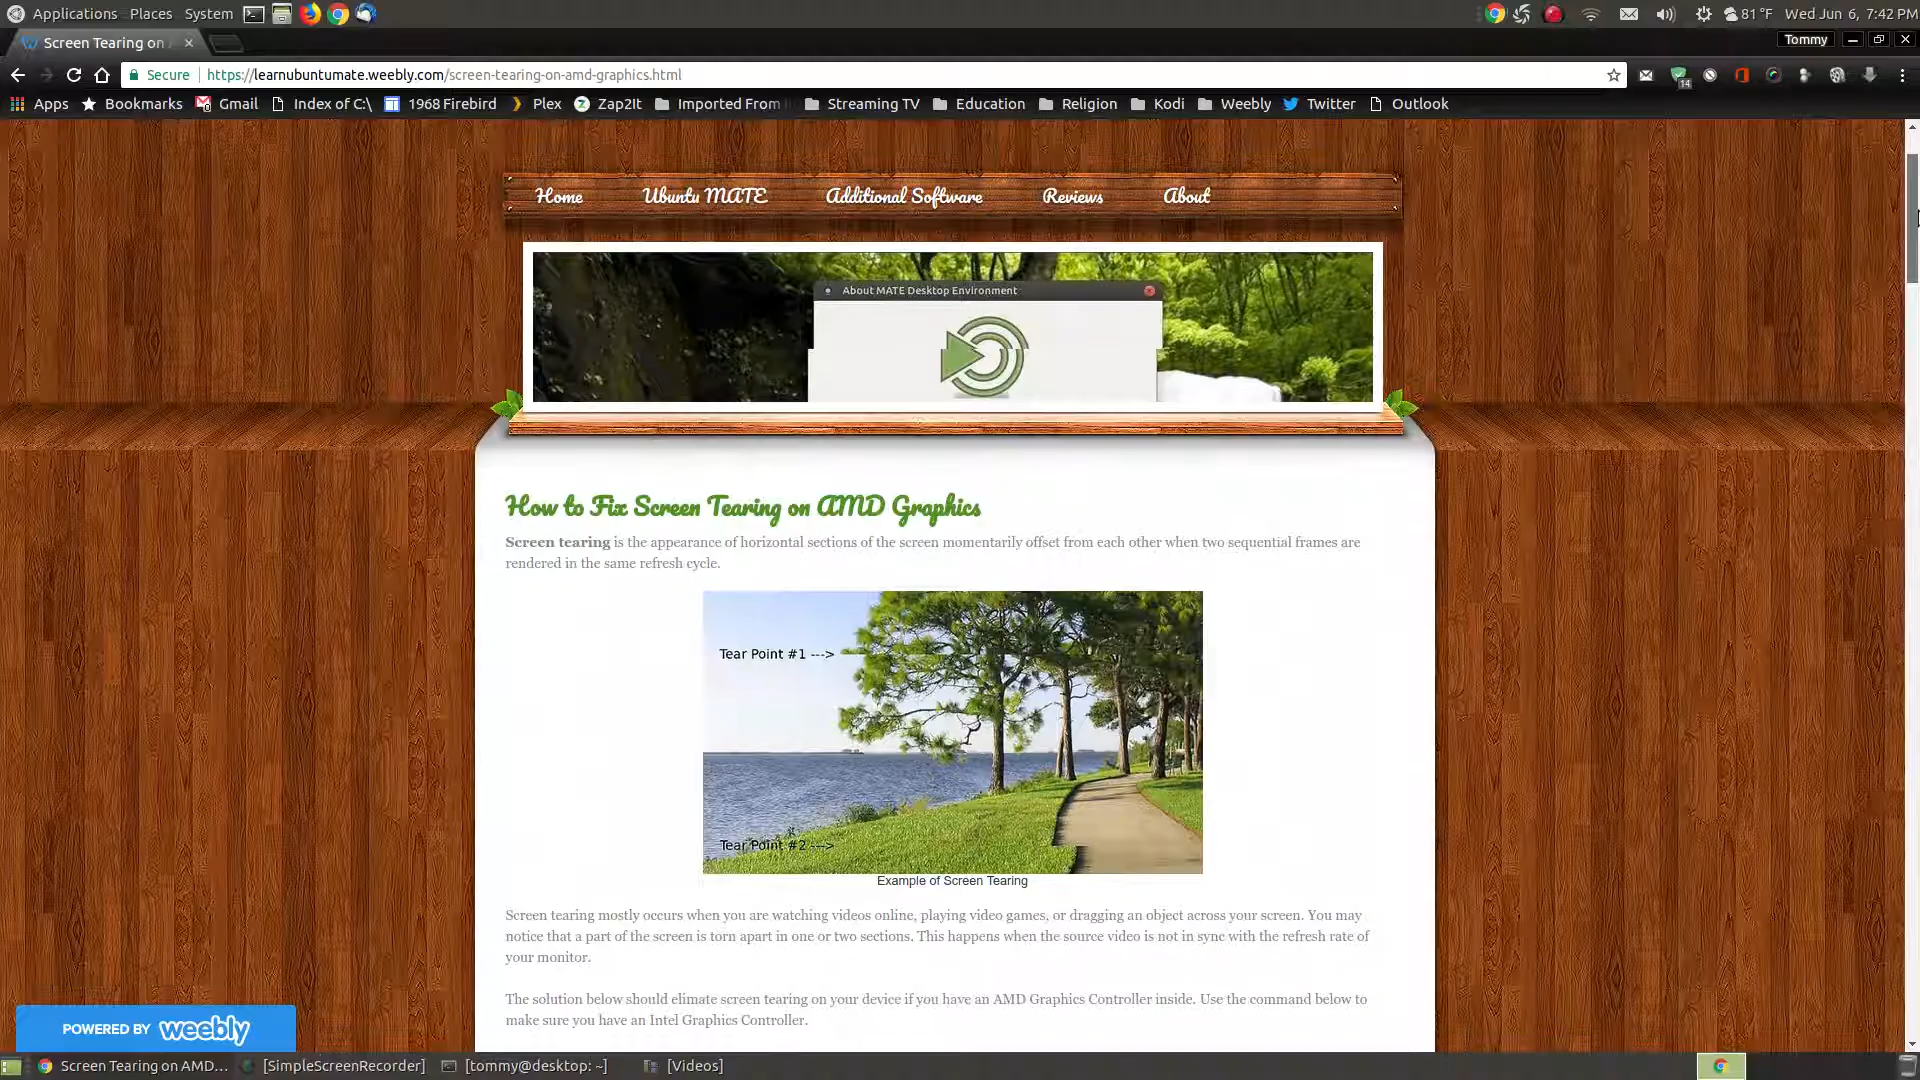 Applications Places System
81 °F Wed Jun 6, 7:42 PM
Screen Tearing on
Tommy
Secure https://learnubuntumate.weebly.com/screen-tearing-on-amd-graphics.html
14
Apps Bookmarks Gmail Index of C:\ 1968 Firebird Plex Zap2It Imported From Streaming TV Education Religion Kodi Weebly Twitter Outlook
Home Ubuntu MATE Additional Software Reviews About
About MATE Desktop Environment
How to Fix Screen Tearing on AMD Graphics
Screen tearing is the appearance of horizontal sections of the screen momentarily offset from each other when two sequential frames are
rendered in the same refresh cycle.
Tear Point #1 --->
Tear Point #2 --->
Example of Screen Tearing
Screen tearing mostly occurs when you are watching videos online, playing video games, or dragging an object across your screen. You may
notice that a part of the screen is torn apart in one or two sections. This happens when the source video is not in sync with the refresh rate of
your monitor.
The solution below should elimate screen tearing on your device if you have an AMD Graphics Controller inside. Use the command below to
make sure you have an Intel Graphics Controller.
POWERED BY weebly
Screen Tearing on AMD... [SimpleScreenRecorder] [tommy@desktop: ~] [Videos]